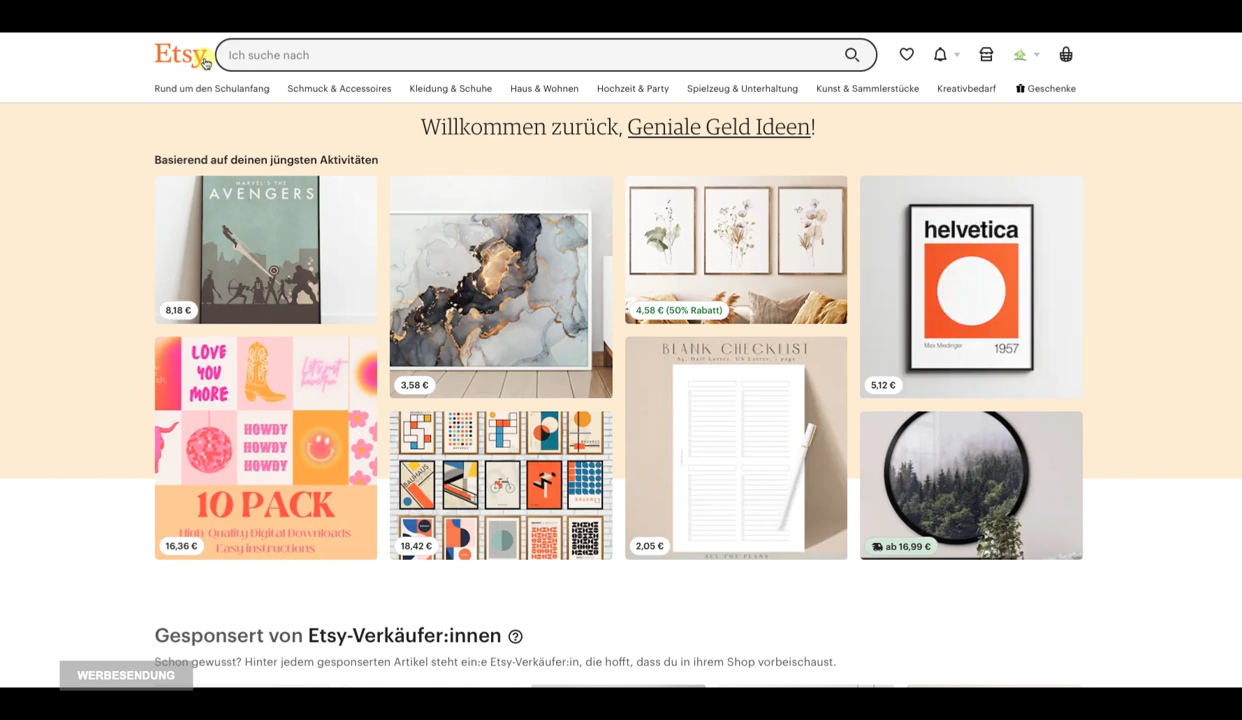 Etsy
Ich suche nach
Rund um den Schulanfang
Schmuck & Accessoires
Kleidung & Schuhe
Haus & Wohnen
Hochzeit & Party
Spielzeug & Unterhaltung
Kunst & Sammlerstücke
Kreativbedarf
Geschenke
Willkommen zurück, Geniale Geld Ideen!
Basierend auf deinen jüngsten Aktivitäten
MARVEL'S THE
AVENGERS
8,18 €
3,58 €
4,58 € (50% Rabatt)
helvetica
Max Miedinger
1957
5,12 €
LOVE
YOU
MORE
HOWDY
HOWDY
HOWDY
10 PACK
High-Quality Digital Downloads
Easy instructions
16,36 €
BAUHAUS
18,42 €
BLANK CHECKLIST
A4, Half Letter, US Letter, 1 page
2,05 €
ALL THE PLANS
ab 16,99 €
Gesponsert von Etsy-Verkäufer:innen
Schon gewusst? Hinter jedem gesponserten Artikel steht ein:e Etsy-Verkäufer:in, die hofft, dass du in ihrem Shop vorbeischaust.
WERBESENDUNG